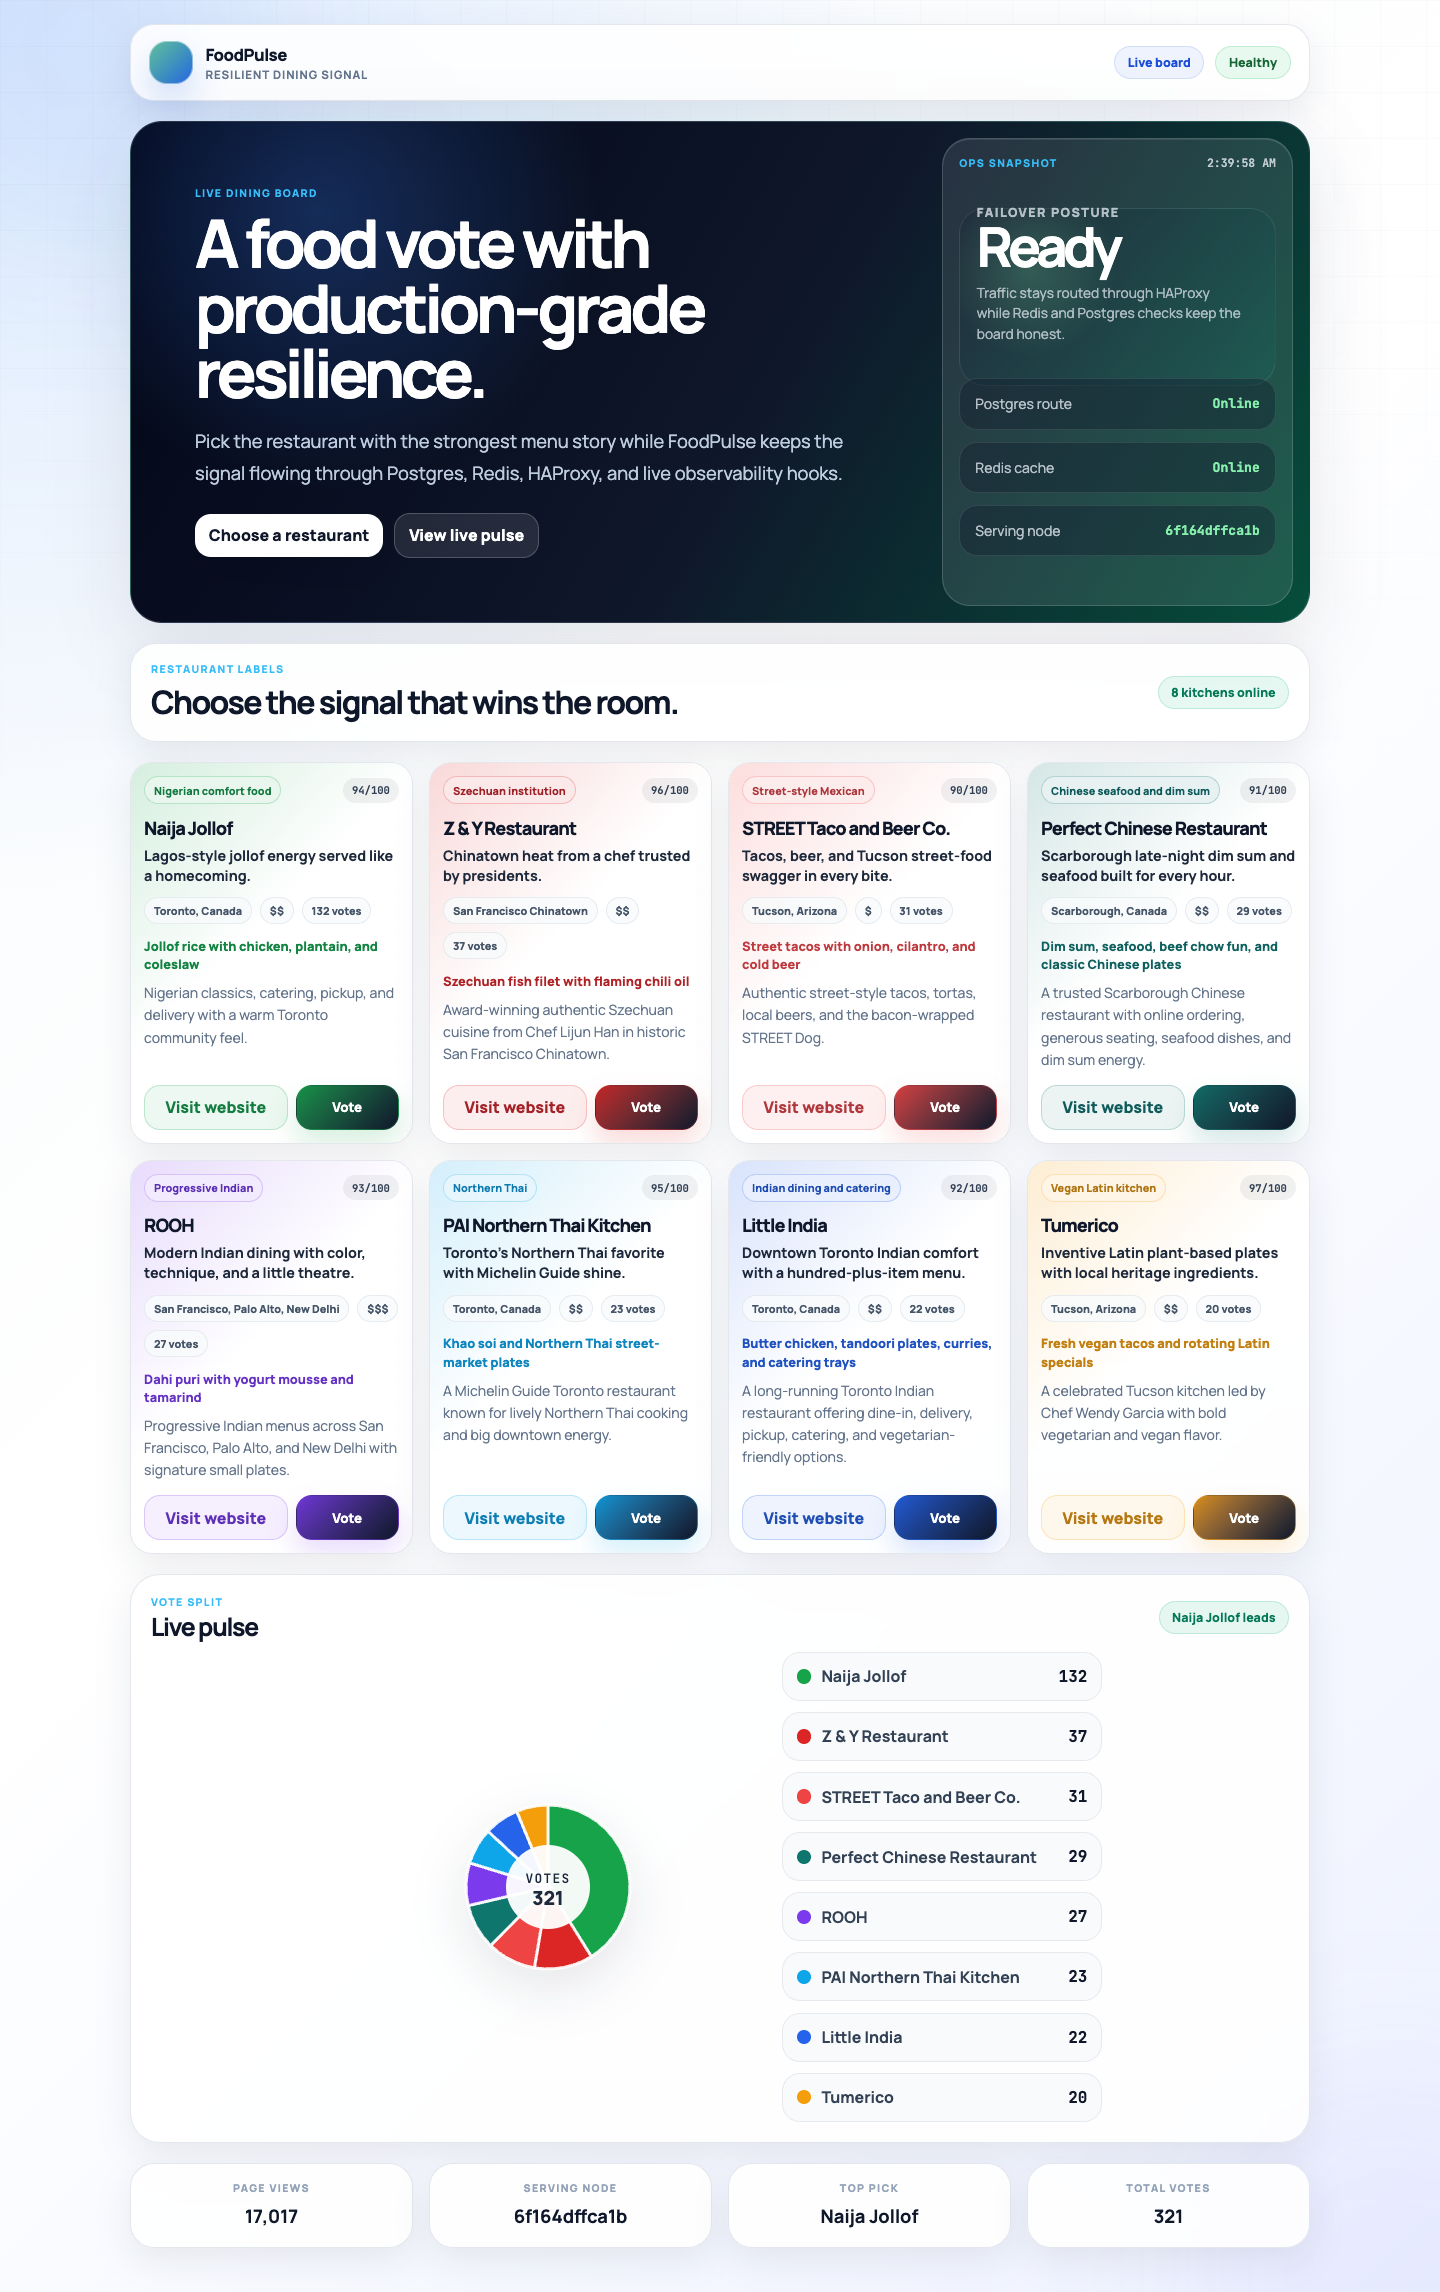 FoodPulse
RESILIENT DINING SIGNAL
Live board
Healthy
LIVE DINING BOARD
A food vote with
production-grade
resilience.
Pick the restaurant with the strongest menu story while FoodPulse keeps the
signal flowing through Postgres, Redis, HAProxy, and live observability hooks.
Choose a restaurant
View live pulse
OPS SNAPSHOT
2:39:58 AM
FAILOVER POSTURE
Ready
Traffic stays routed through HAProxy
while Redis and Postgres checks keep the
board honest.
Postgres route
Online
Redis cache
Online
Serving node
6f164dffca1b
RESTAURANT LABELS
Choose the signal that wins the room.
8 kitchens online
Nigerian comfort food
94/100
Naija Jollof
Lagos-style jollof energy served like
a homecoming.
Toronto, Canada
$$
132 votes
Jollof rice with chicken, plantain, and
coleslaw
Nigerian classics, catering, pickup, and
delivery with a warm Toronto
community feel.
Visit website
Vote
Szechuan institution
96/100
Z & Y Restaurant
Chinatown heat from a chef trusted
by presidents.
San Francisco Chinatown
$$
37 votes
Szechuan fish filet with flaming chili oil
Award-winning authentic Szechuan
cuisine from Chef Lijun Han in historic
San Francisco Chinatown.
Visit website
Vote
Street-style Mexican
90/100
STREET Taco and Beer Co.
Tacos, beer, and Tucson street-food
swagger in every bite.
Tucson, Arizona
$
31 votes
Street tacos with onion, cilantro, and
cold beer
Authentic street-style tacos, tortas,
local beers, and the bacon-wrapped
STREET Dog.
Visit website
Vote
Chinese seafood and dim sum
91/100
Perfect Chinese Restaurant
Scarborough late-night dim sum and
seafood built for every hour.
Scarborough, Canada
$$
29 votes
Dim sum, seafood, beef chow fun, and
classic Chinese plates
A trusted Scarborough Chinese
restaurant with online ordering,
generous seating, seafood dishes, and
dim sum energy.
Visit website
Vote
Progressive Indian
93/100
ROOH
Modern Indian dining with color,
technique, and a little theatre.
San Francisco, Palo Alto, New Delhi
$$$
27 votes
Dahi puri with yogurt mousse and
tamarind
Progressive Indian menus across San
Francisco, Palo Alto, and New Delhi with
signature small plates.
Visit website
Vote
Northern Thai
95/100
PAI Northern Thai Kitchen
Toronto's Northern Thai favorite
with Michelin Guide shine.
Toronto, Canada
$$
23 votes
Khao soi and Northern Thai street-
market plates
A Michelin Guide Toronto restaurant
known for lively Northern Thai cooking
and big downtown energy.
Visit website
Vote
Indian dining and catering
92/100
Little India
Downtown Toronto Indian comfort
with a hundred-plus-item menu.
Toronto, Canada
$$
22 votes
Butter chicken, tandoori plates, curries,
and catering trays
A long-running Toronto Indian
restaurant offering dine-in, delivery,
pickup, catering, and vegetarian-
friendly options.
Visit website
Vote
Vegan Latin kitchen
97/100
Tumerico
Inventive Latin plant-based plates
with local heritage ingredients.
Tucson, Arizona
$$
20 votes
Fresh vegan tacos and rotating Latin
specials
A celebrated Tucson kitchen led by
Chef Wendy Garcia with bold
vegetarian and vegan flavor.
Visit website
Vote
VOTE SPLIT
Live pulse
Naija Jollof leads
VOTES
321
Naija Jollof
132
Z & Y Restaurant
37
STREET Taco and Beer Co.
31
Perfect Chinese Restaurant
29
ROOH
27
PAI Northern Thai Kitchen
23
Little India
22
Tumerico
20
PAGE VIEWS
17,017
SERVING NODE
6f164dffca1b
TOP PICK
Naija Jollof
TOTAL VOTES
321